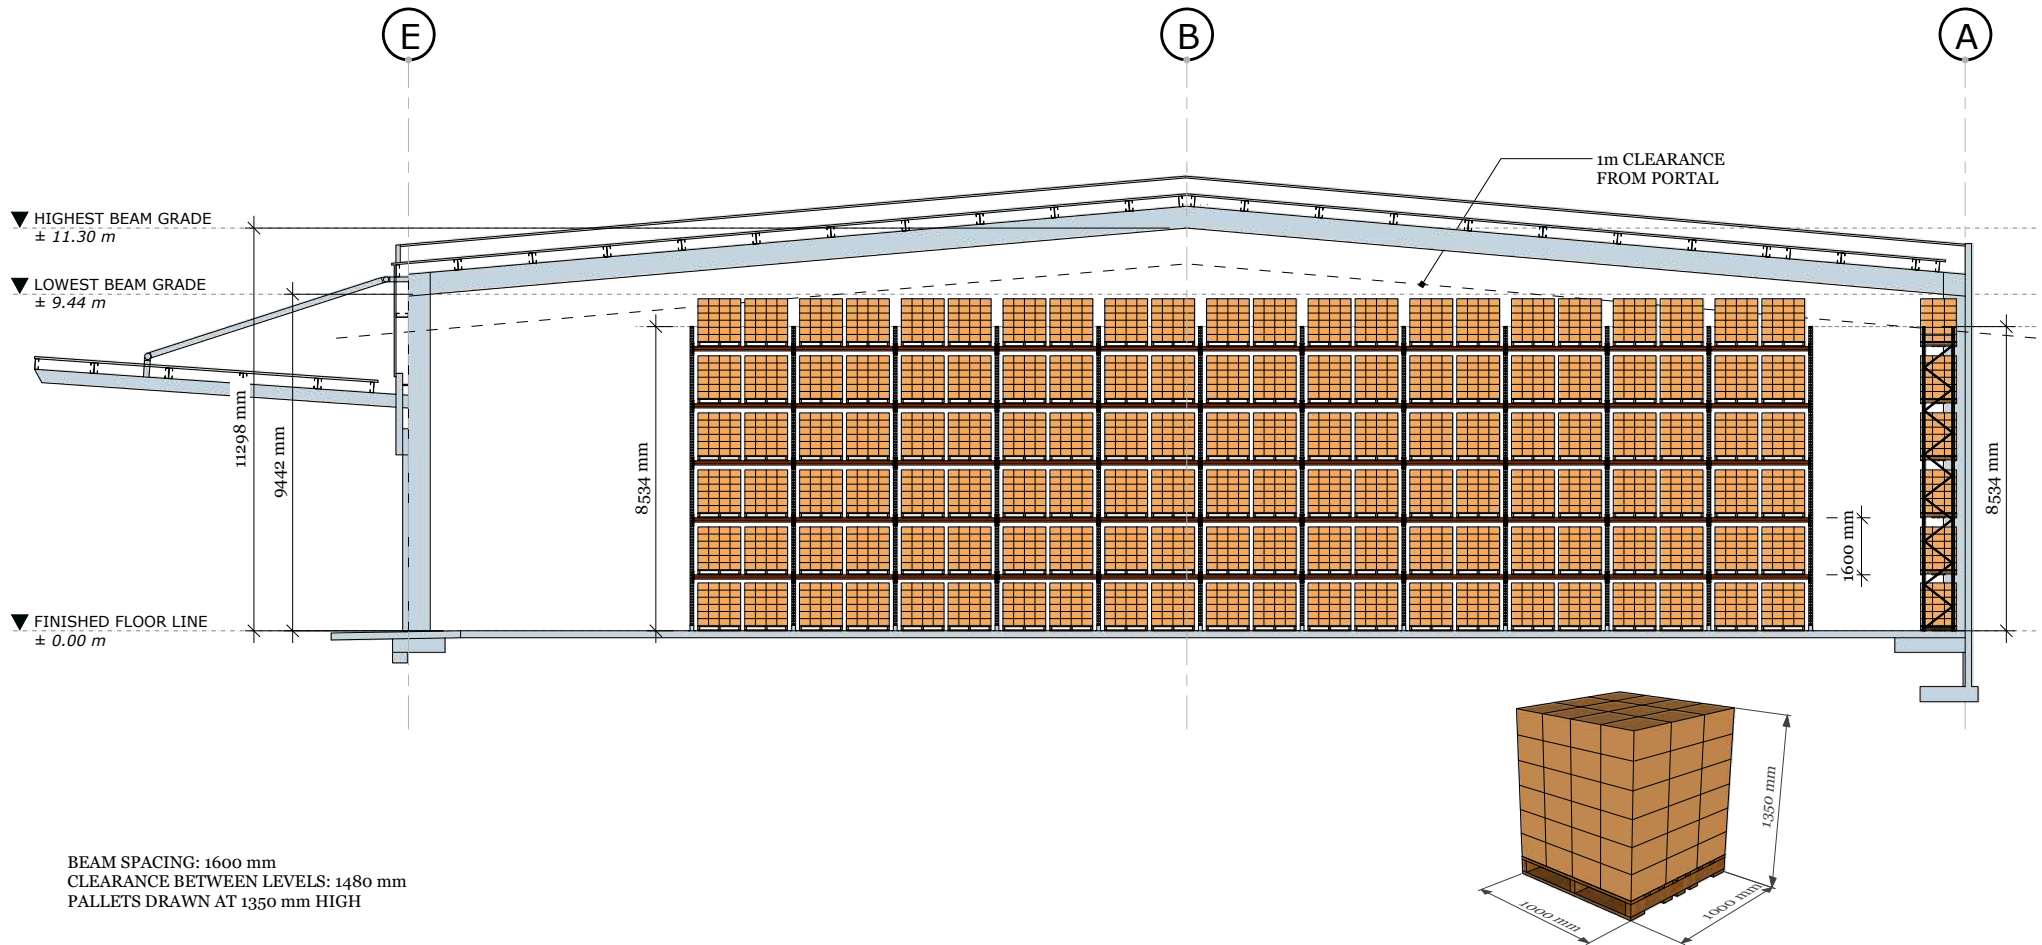 E
B
A
1m CLEARANCE
FROM PORTAL
HIGHEST BEAM GRADE
± 11.30 m
LOWEST BEAM GRADE
± 9.44 m
11298 mm
9442 mm
8534 mm
1600 mm
8534 mm
FINISHED FLOOR LINE
± 0.00 m
1350 mm
1000 mm
1000 mm
BEAM SPACING: 1600 mm
CLEARANCE BETWEEN LEVELS: 1480 mm
PALLETS DRAWN AT 1350 mm HIGH